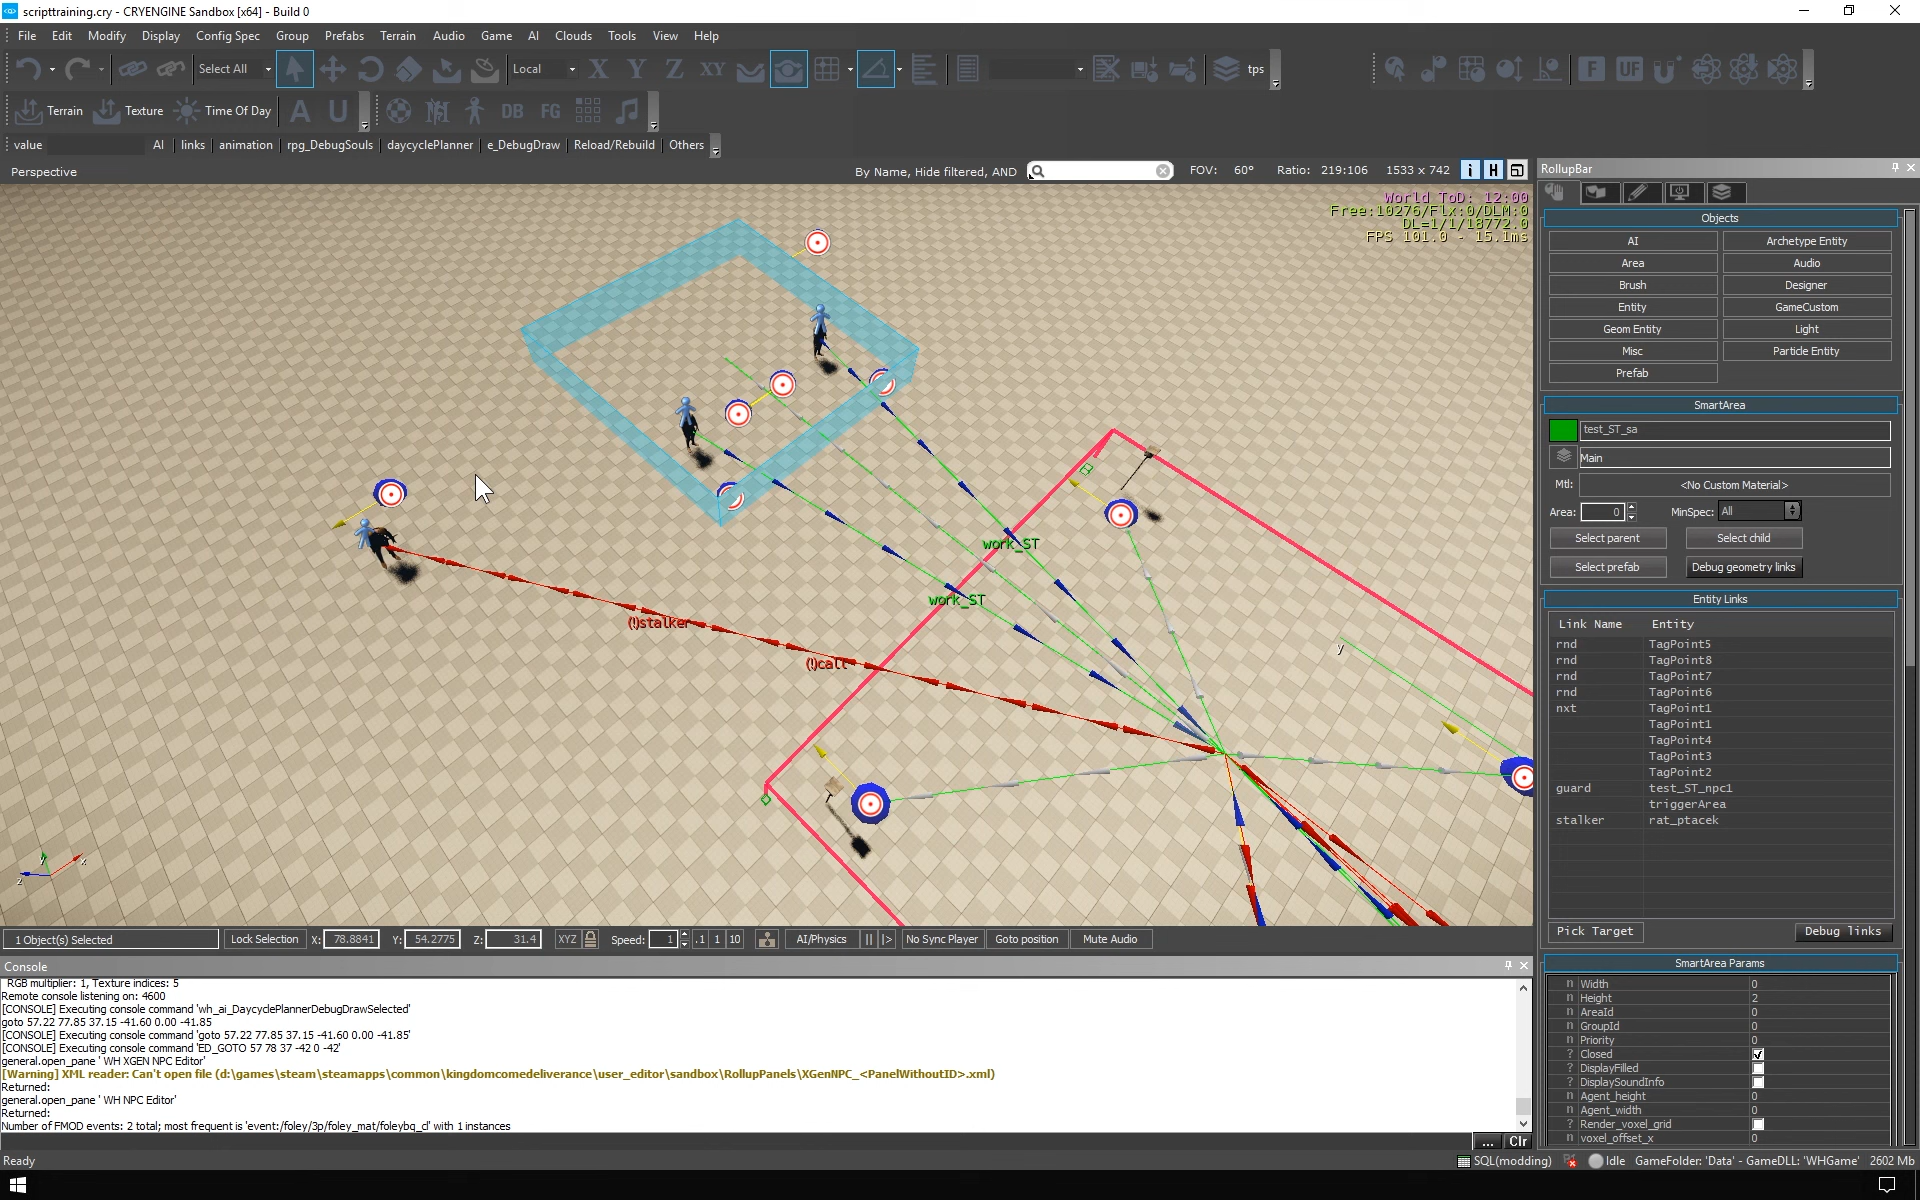 scripttraining.cry - CRYENGINE Sandbox [x64] - Build 0
File Edit Modify Display Config Spec Group Prefabs Terrain Audio Game AI Clouds Tools View Help
Select All Local X Y Z XY tps F UF
Terrain Texture Time Of Day A U DB FG
value AI links animation rpg_DebugSouls daycyclePlanner e_DebugDraw Reload/Rebuild Others
Perspective By Name, Hide filtered, AND FOV: 60° Ratio: 219:106 1533 x 742 i H
World ToD: 12:00
Free:10276/Flx:0/DLM:0
DL=1/1/18772.0
FPS 101.0 - 15.1ms
work_ST
work_ST
(!)stalker
(!)call
y
y
x
z
1 Object(s) Selected Lock Selection X: 78.8841 Y: 54.2775 Z: 31.4 XYZ Speed: 1 .1 1 10 AI/Physics No Sync Player Goto position Mute Audio
Console
RGB multiplier: 1, Texture indices: 5
Remote console listening on: 4600
[CONSOLE] Executing console command 'wh_ai_DaycyclePlannerDebugDrawSelected'
goto 57.22 77.85 37.15 -41.60 0.00 -41.85
[CONSOLE] Executing console command 'goto 57.22 77.85 37.15 -41.60 0.00 -41.85'
[CONSOLE] Executing console command 'ED_GOTO 57 78 37 -42 0 -42'
general.open_pane ' WH XGEN NPC Editor'
[Warning] XML reader: Can't open file (d:\games\steam\steamapps\common\kingdomcomedeliverance\user_editor\sandbox\RollupPanels\XGenNPC_<PanelWithoutID>.xml)
Returned:
general.open_pane ' WH NPC Editor'
Returned:
Number of FMOD events: 2 total; most frequent is 'event:/foley/3p/foley_mat/foleybq_cl' with 1 instances
... Clr
RollupBar
Objects
AI Archetype Entity
Area Audio
Brush Designer
Entity GameCustom
Geom Entity Light
Misc Particle Entity
Prefab
SmartArea
test_ST_sa
Main
Mtl: <No Custom Material>
Area: 0 MinSpec: All
Select parent Select child
Select prefab Debug geometry links
Entity Links
Link Name Entity
rnd TagPoint5
rnd TagPoint8
rnd TagPoint7
rnd TagPoint6
nxt TagPoint1
TagPoint1
TagPoint4
TagPoint3
TagPoint2
guard test_ST_npc1
triggerArea
stalker rat_ptacek
Pick Target Debug links
SmartArea Params
n Width 0
n Height 2
n AreaId 0
n GroupId 0
n Priority 0
? Closed
? DisplayFilled
? DisplaySoundInfo
n Agent_height 0
n Agent_width 0
? Render_voxel_grid
n voxel_offset_x 0
Ready SQL(modding) Idle GameFolder: 'Data' - GameDLL: 'WHGame' 2602 Mb